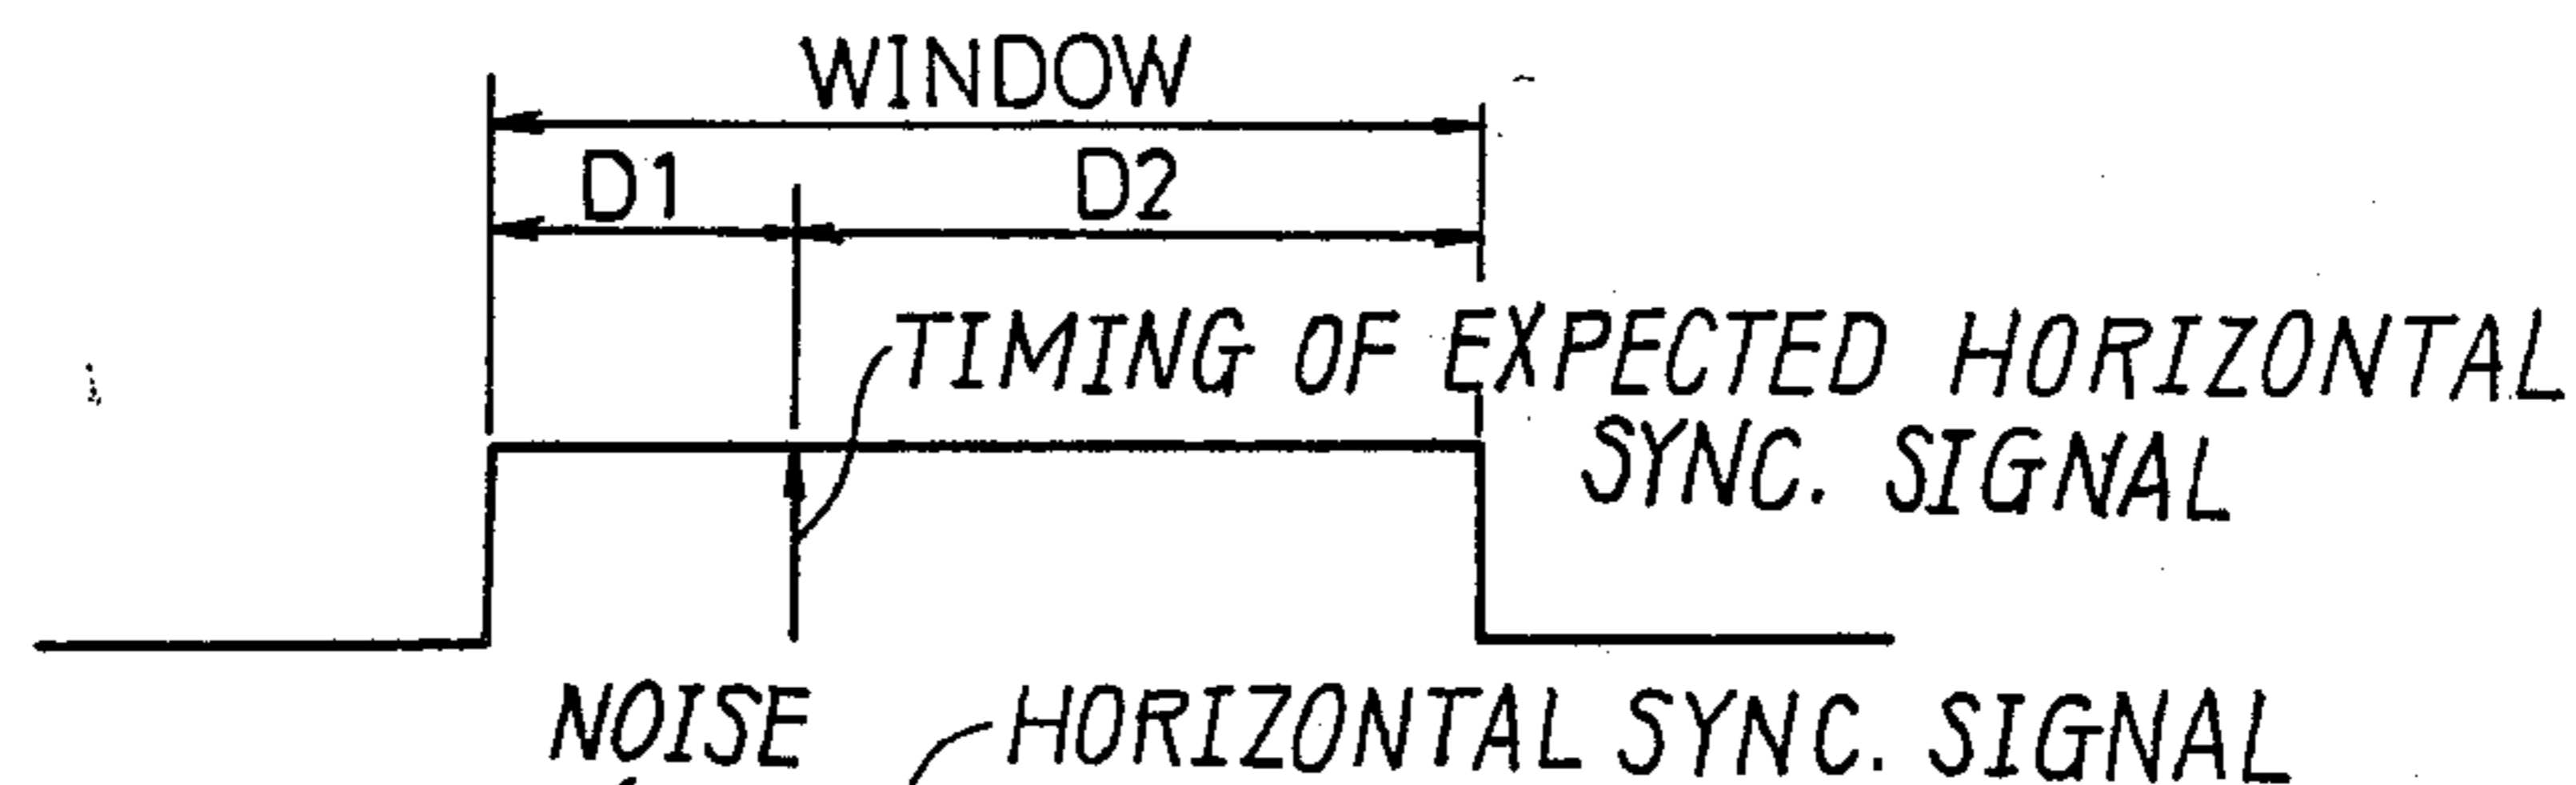 WINDOW
D1 D2
TIMING OF EXPECTED HORIZONTAL
SYNC. SIGNAL
NOISE HORIZONTAL SYNC. SIGNAL